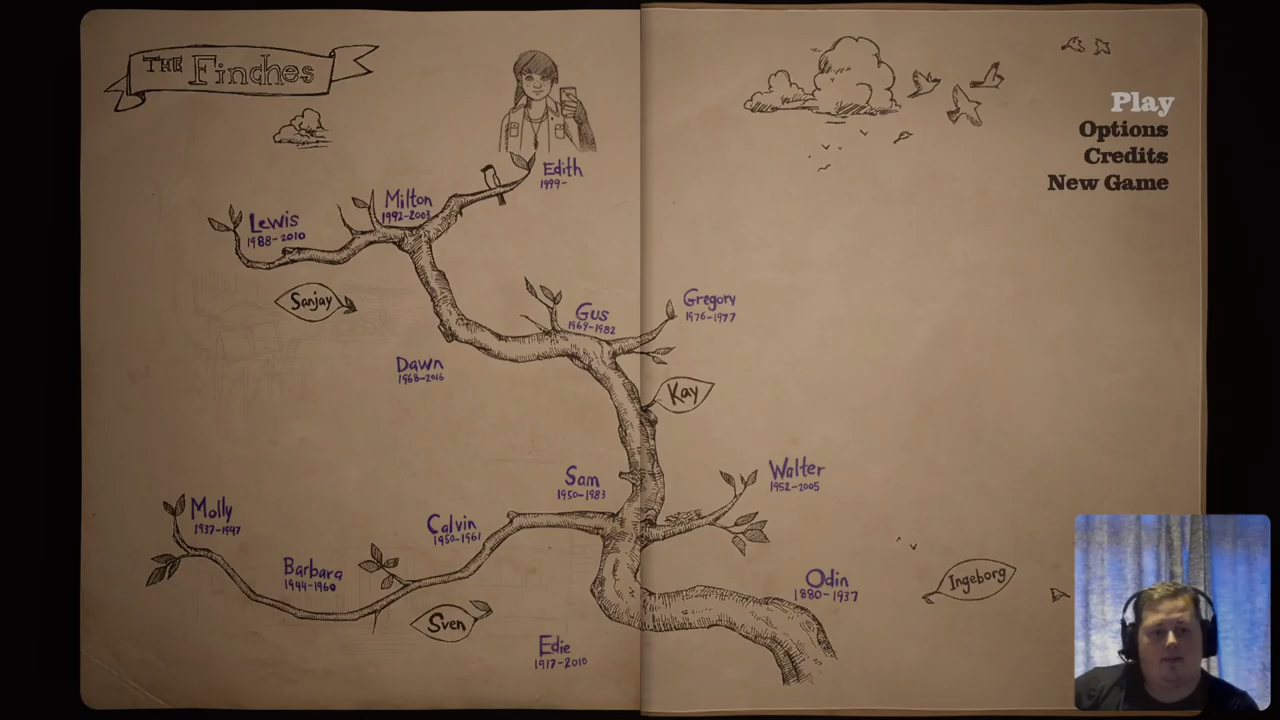 THE Finches
Play
Options
Credits
New Game
Edith
1999-
Milton
1992-2003
Lewis
1988-2010
Sanjay
Gus
1969-1982
Gregory
1976-1977
Dawn
1968-2016
Kay
Sam
1950-1983
Walter
1952-2005
Molly
1937-1947
Calvin
1950-1961
Barbara
1944-1960
Odin
1880-1937
Ingeborg
Sven
Edie
1917-2010